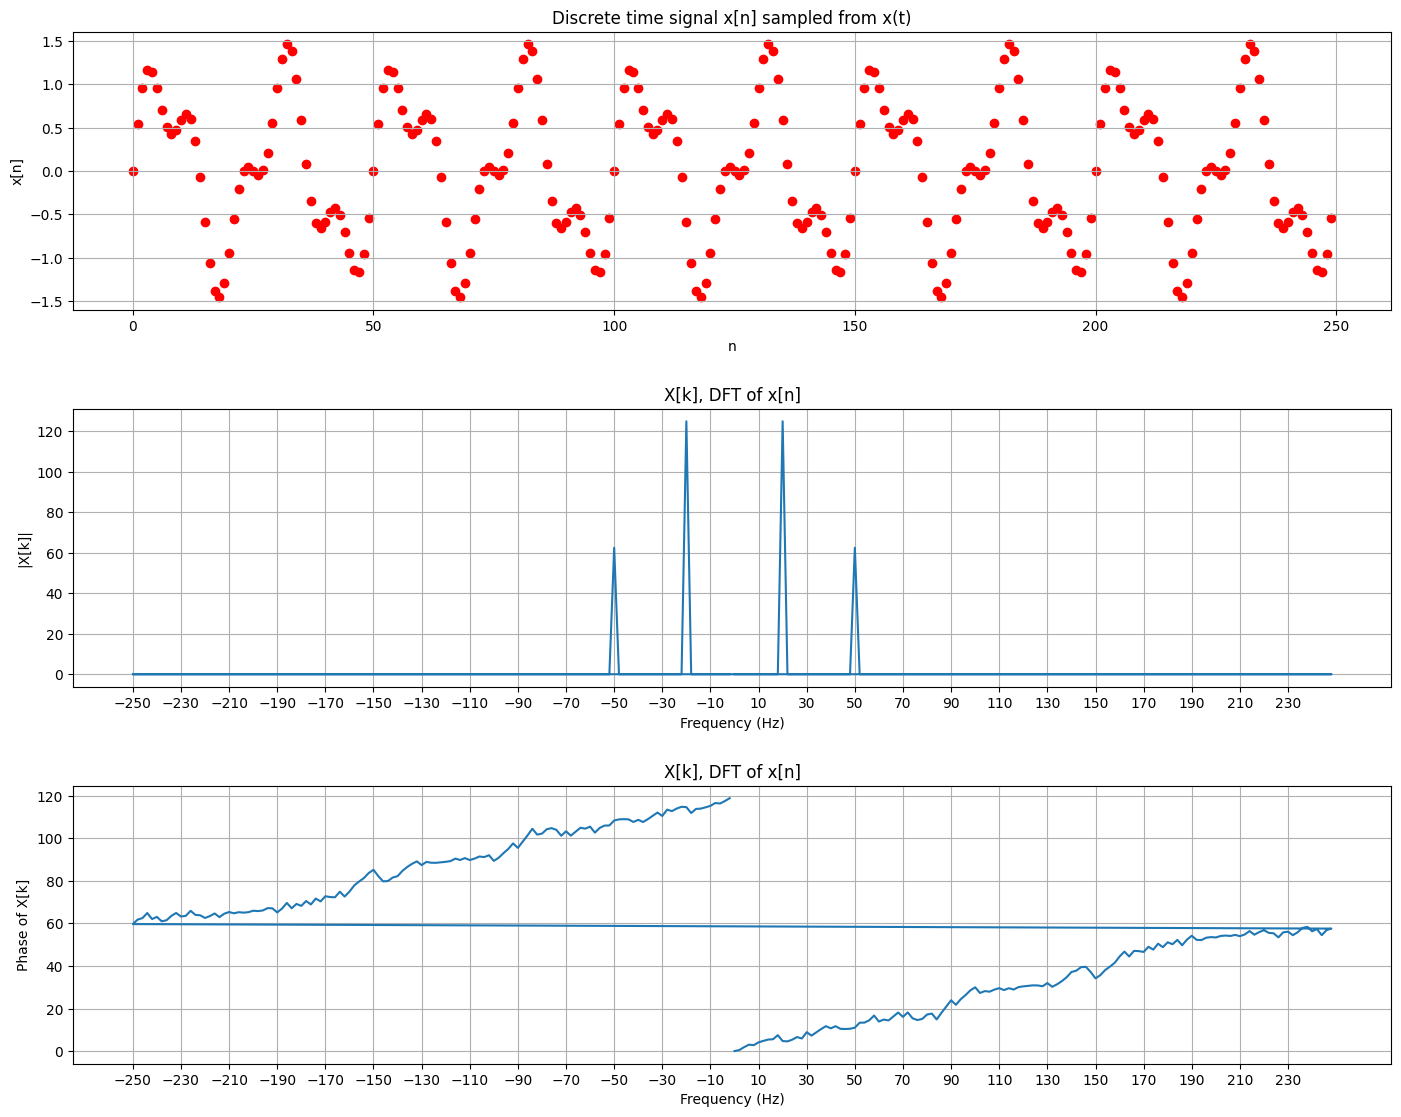 Discrete time signal x[n] sampled from x(t)
x[n]
1.5
1.0
0.5
0.0
−0.5
−1.0
−1.5
0 50 100 150 200 250
n
X[k], DFT of x[n]
|X[k]|
120
100
80
60
40
20
0
−250 −230 −210 −190 −170 −150 −130 −110 −90 −70 −50 −30 −10 10 30 50 70 90 110 130 150 170 190 210 230
Frequency (Hz)
X[k], DFT of x[n]
Phase of X[k]
120
100
80
60
40
20
0
−250 −230 −210 −190 −170 −150 −130 −110 −90 −70 −50 −30 −10 10 30 50 70 90 110 130 150 170 190 210 230
Frequency (Hz)